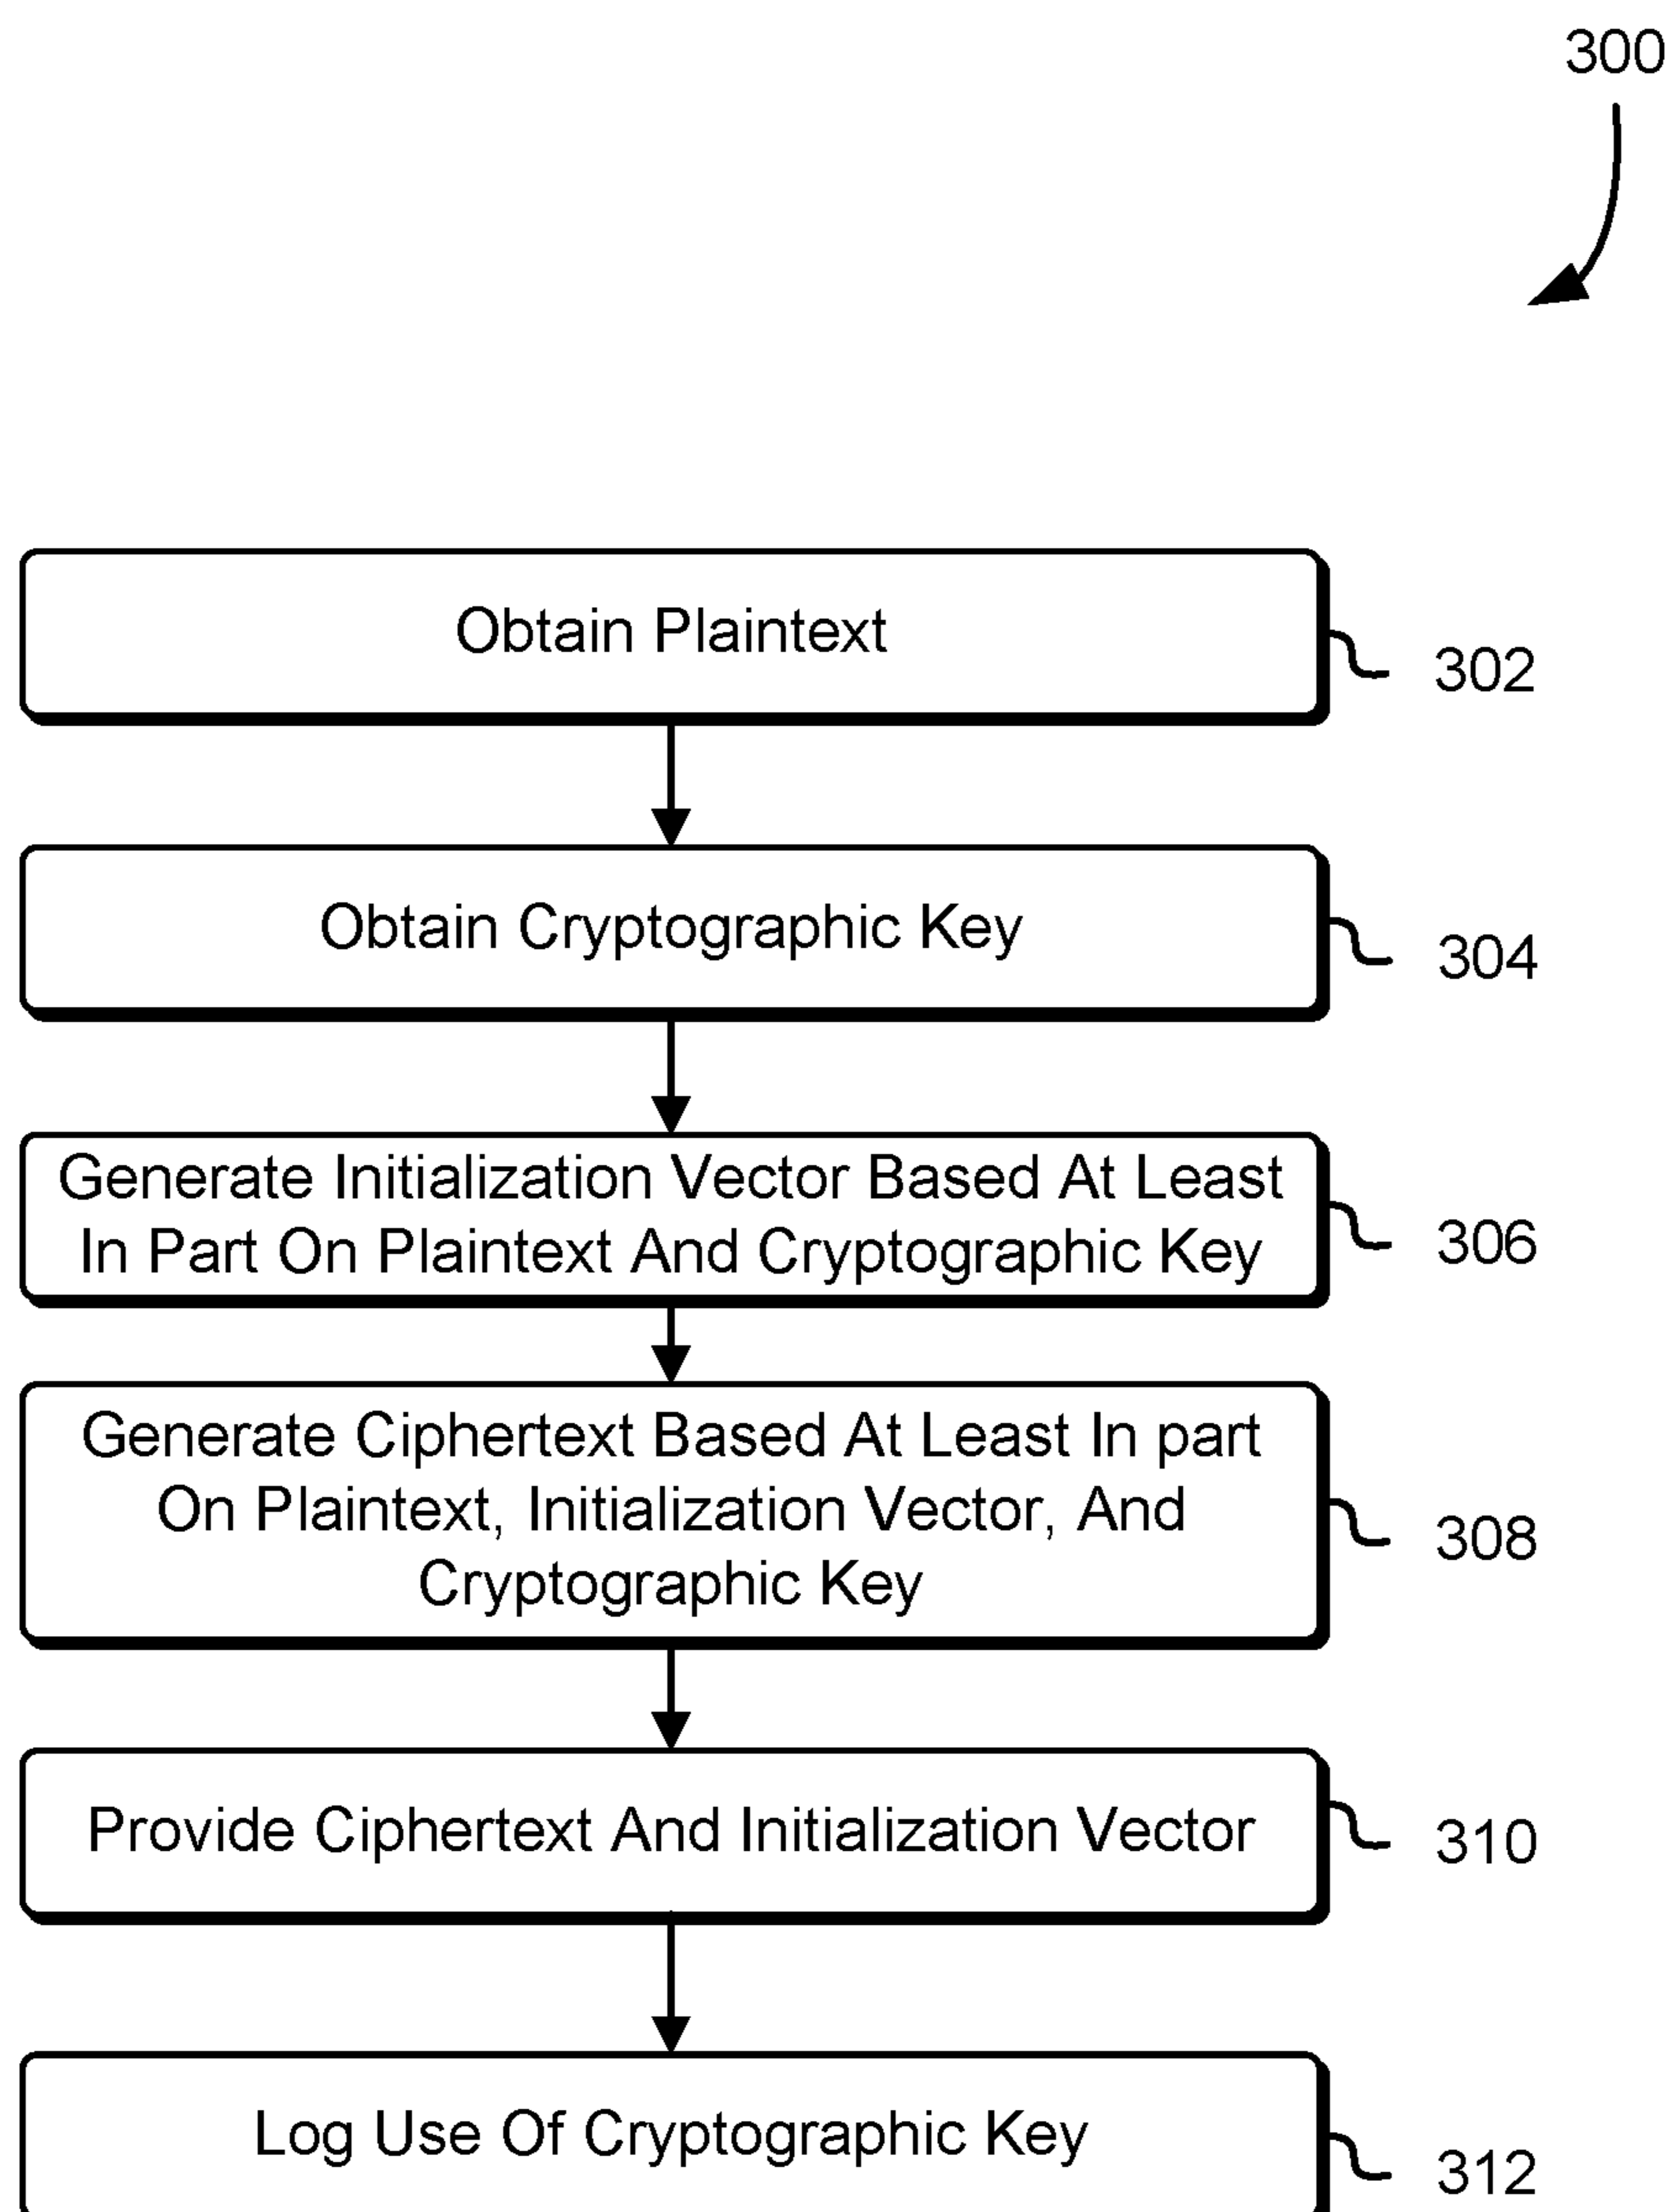 300
Obtain Plaintext
302
Obtain Cryptographic Key
304
Generate Initialization Vector Based At Least
In Part On Plaintext And Cryptographic Key
306
Generate Ciphertext Based At Least In part
On Plaintext, Initialization Vector, And
Cryptographic Key
308
Provide Ciphertext And Initialization Vector
310
Log Use Of Cryptographic Key
312